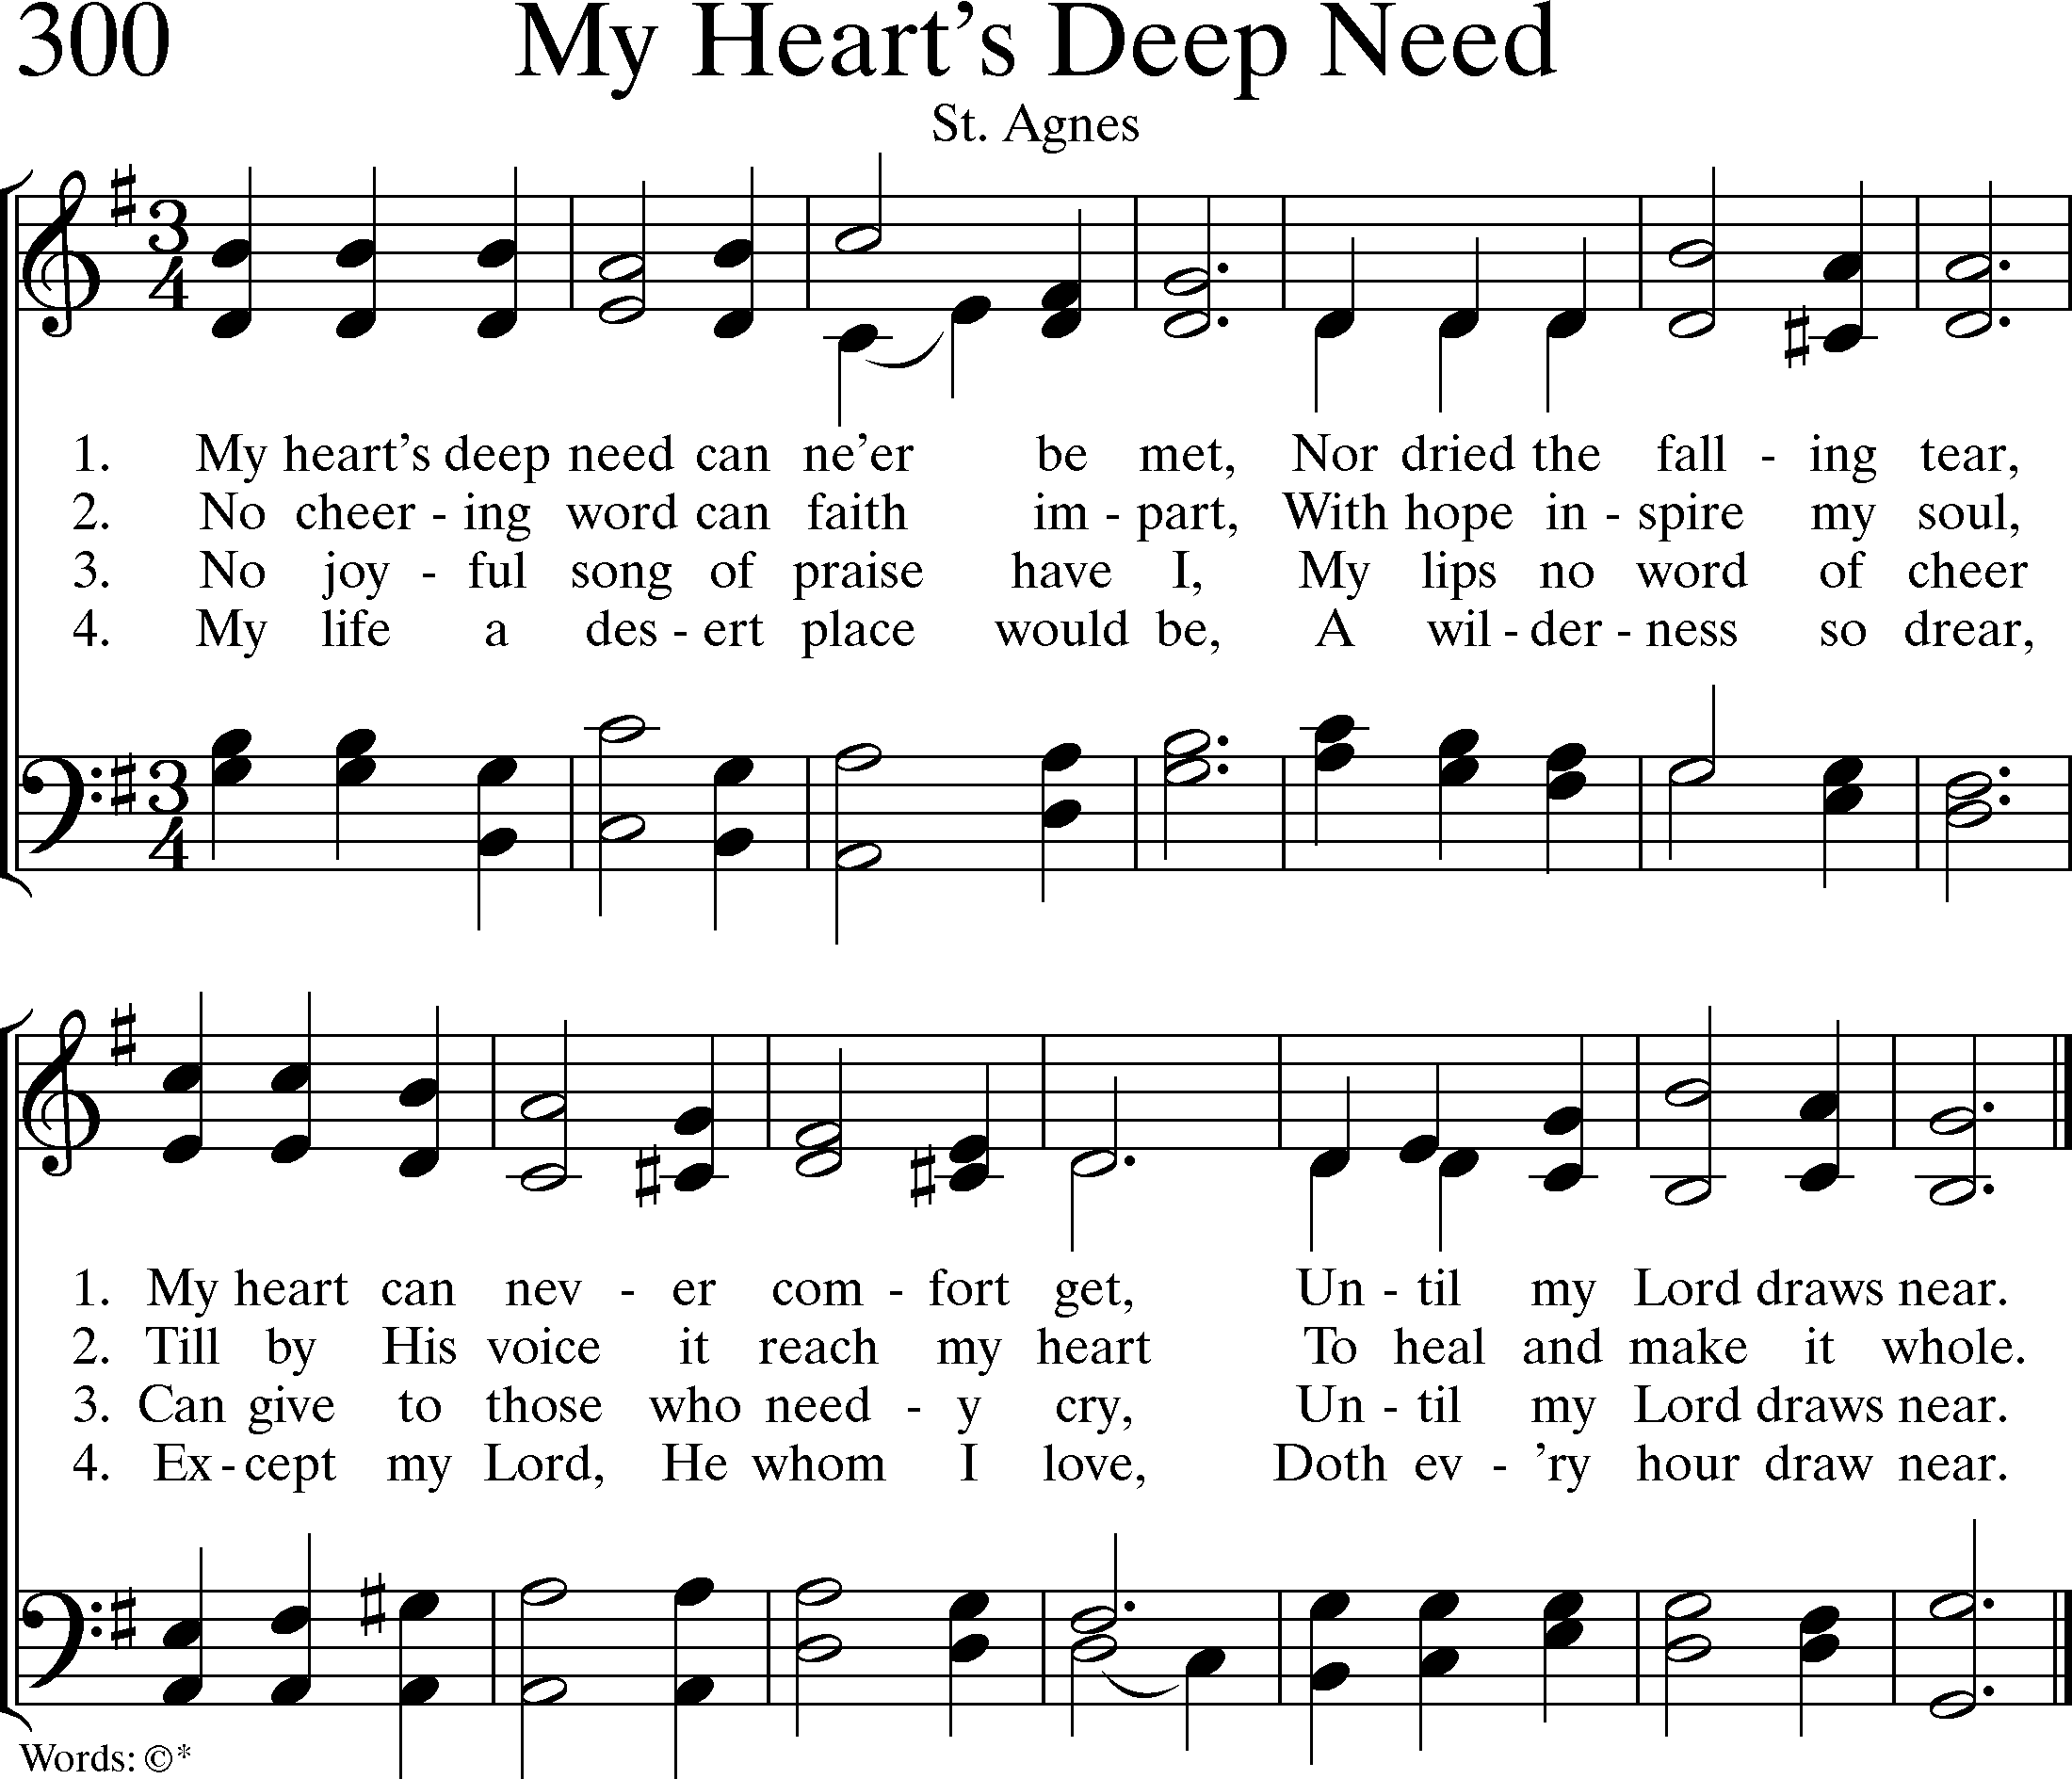 300 My Heart's Deep Need
St. Agnes
1. My heart's deep need can ne'er be met, Nor dried the fall - ing tear,
2. No cheer - ing word can faith im - part, With hope in - spire my soul,
3. No joy - ful song of praise have I, My lips no word of cheer
4. My life a des - ert place would be, A wil - der - ness so drear,
1. My heart can nev - er com - fort get, Un - til my Lord draws near.
2. Till by His voice it reach my heart To heal and make it whole.
3. Can give to those who need - y cry, Un - til my Lord draws near.
4. Ex - cept my Lord, He whom I love, Doth ev - 'ry hour draw near.
Words: ©*